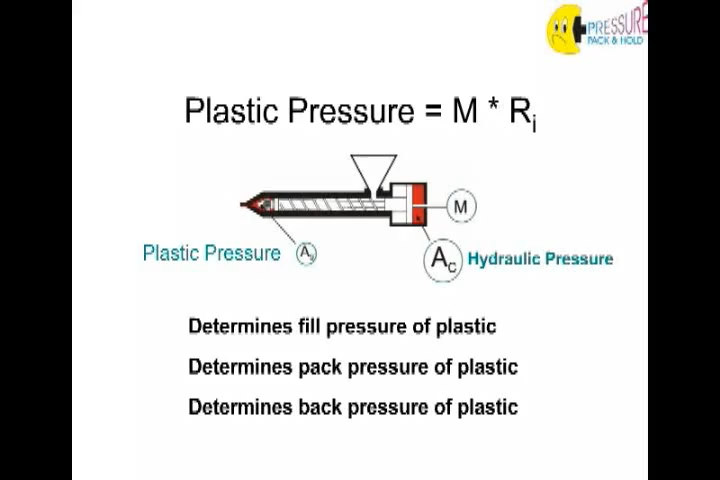 PRESSURE
PACK & HOLD
Plastic Pressure = M * Ri
M
Plastic Pressure
Ac Hydraulic Pressure
Determines fill pressure of plastic
Determines pack pressure of plastic
Determines back pressure of plastic